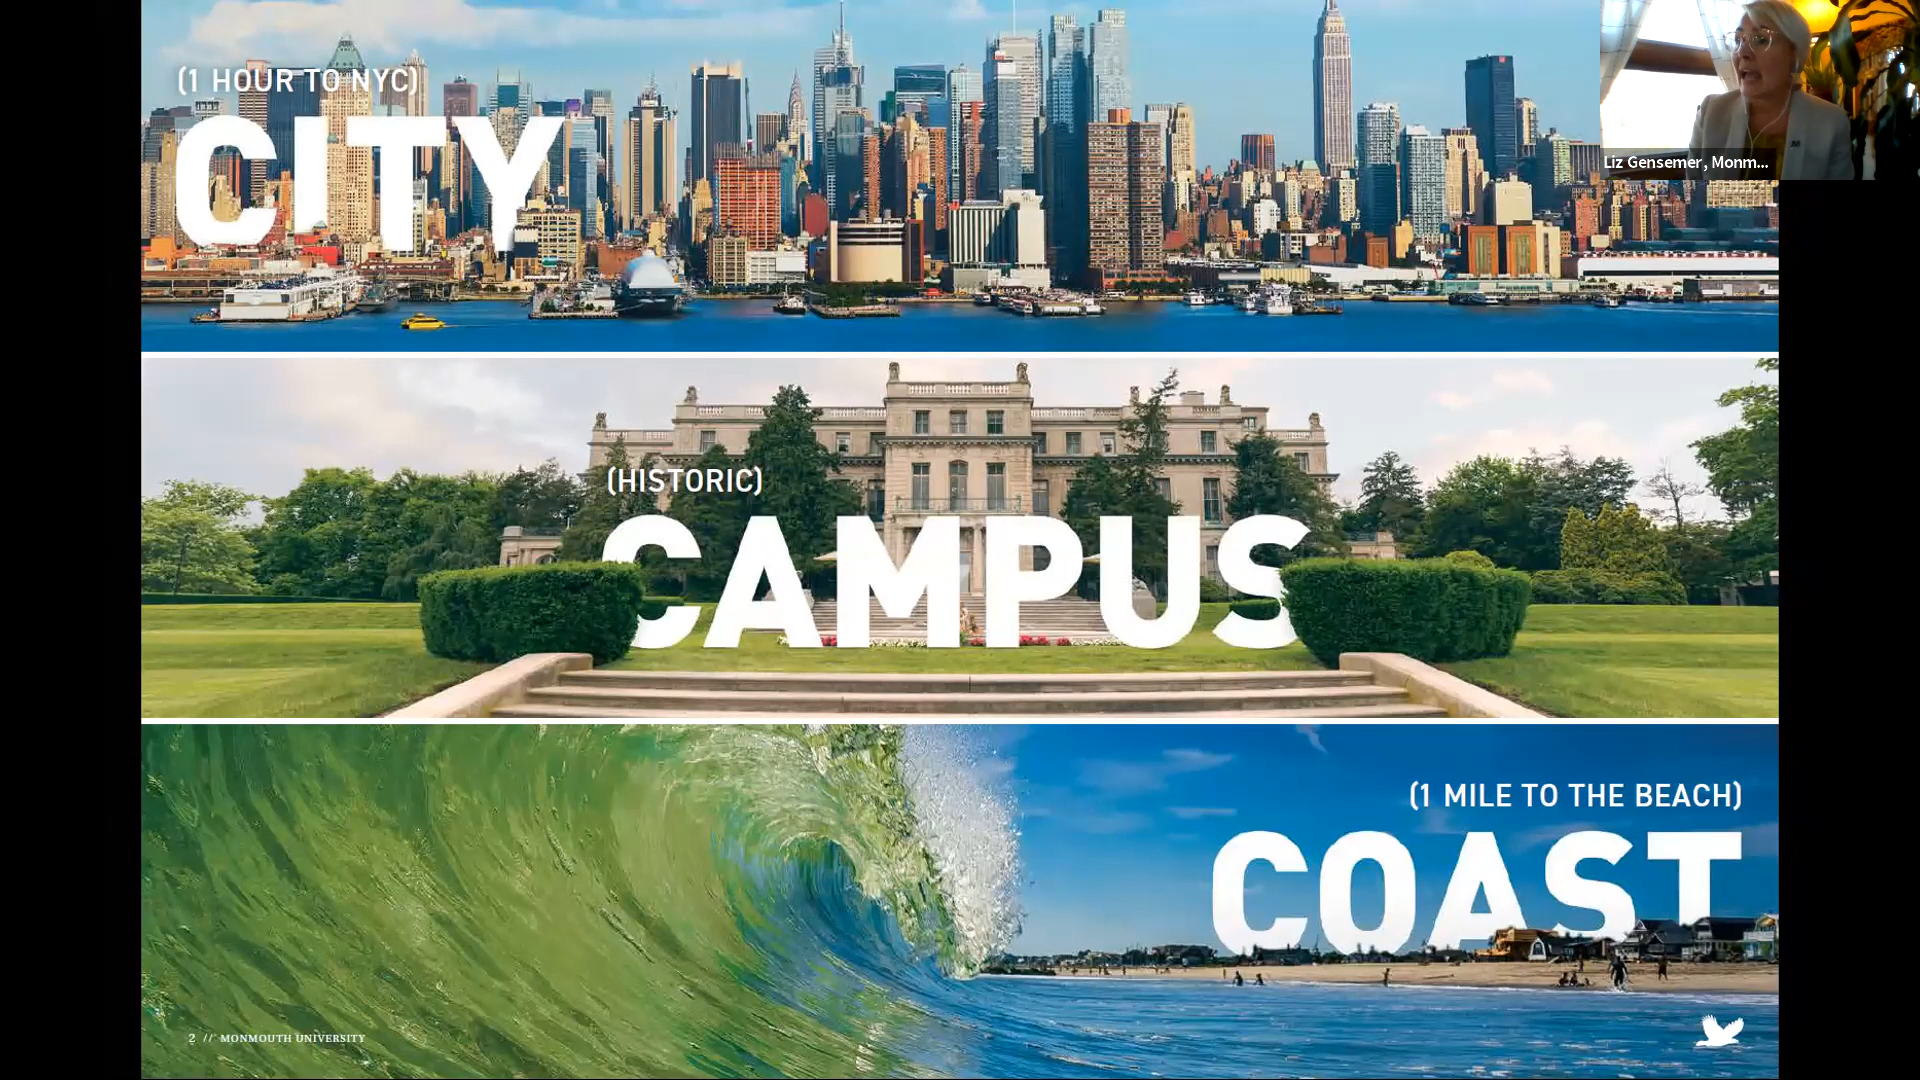 (1 HOUR TO NYC)
CITY
Liz Gensemer, Monm...
(HISTORIC)
CAMPUS
(1 MILE TO THE BEACH)
COAST
2 // MONMOUTH UNIVERSITY